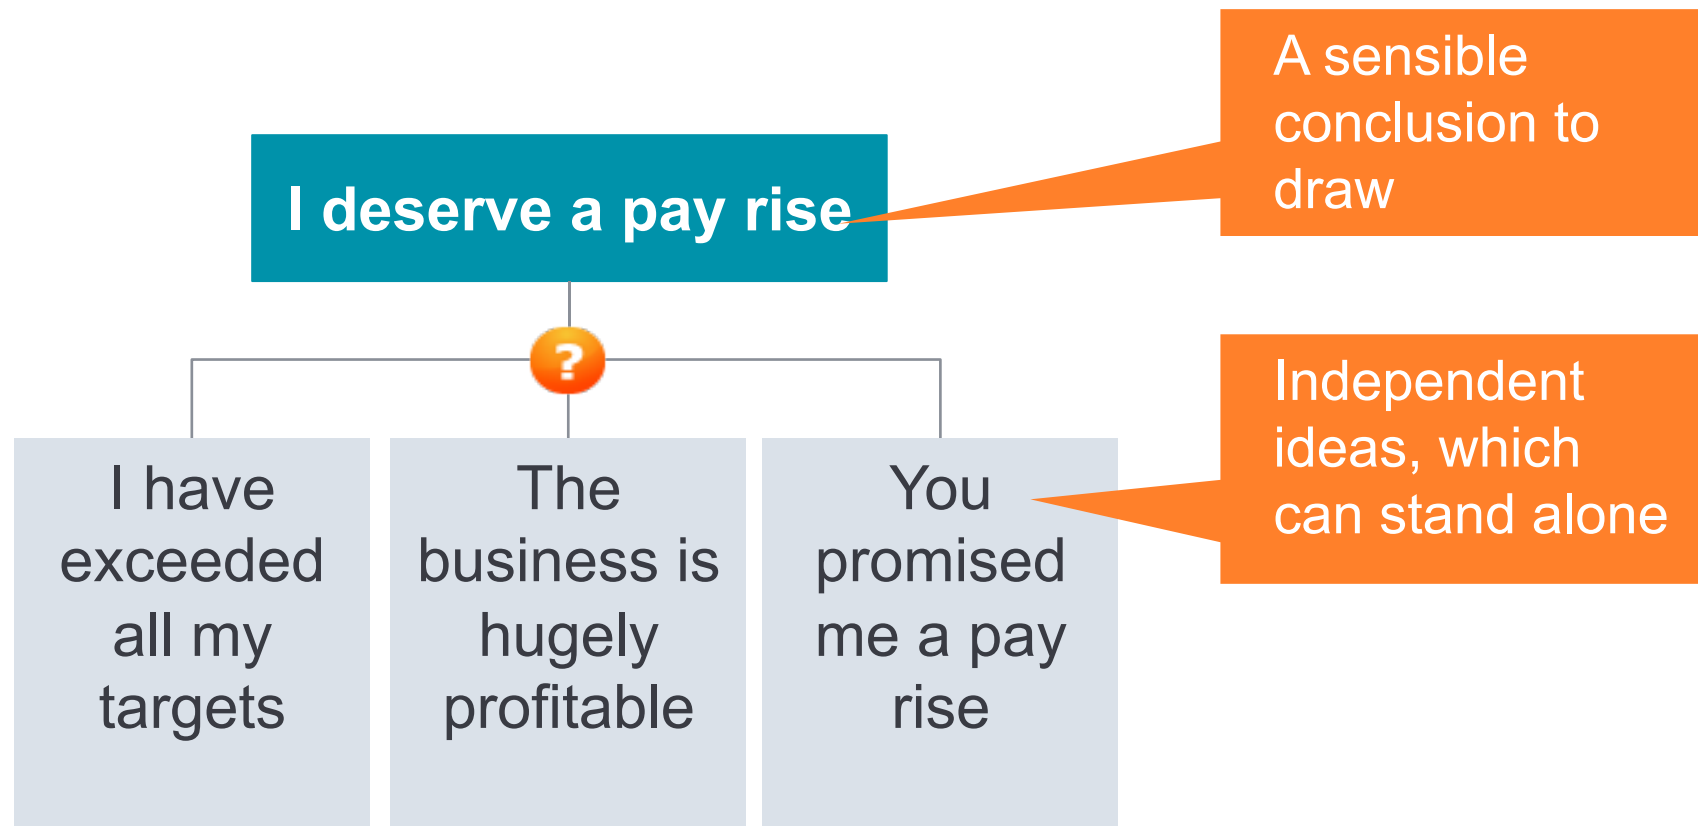 I deserve a pay rise
?
I have
exceeded
all my
targets
The
business is
hugely
profitable
You
promised
me a pay
rise
A sensible
conclusion to
draw
Independent
ideas, which
can stand alone